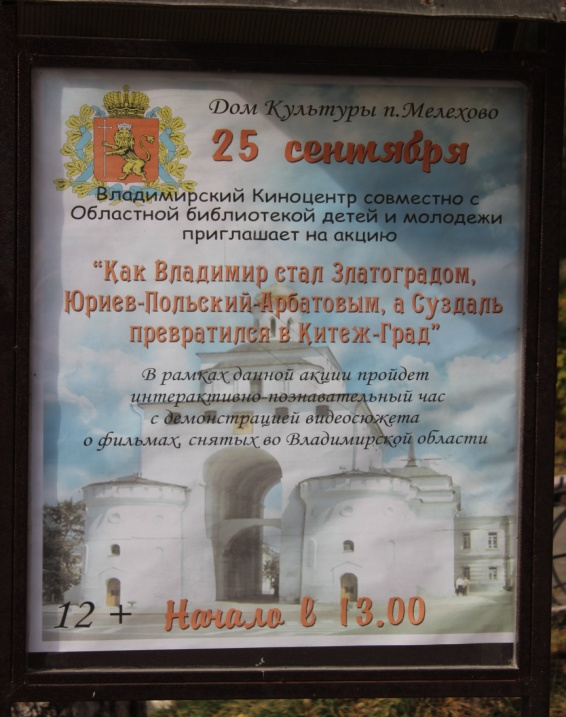 Дом Культуры п.Мелехово
25 сентября
Владимирский Киноцентр совместно с
Областной библиотекой детей и молодежи
приглашает на акцию
“Как Владимир стал Златоградом,
Юриев-Польский-Арбатовым, а Суздаль
превратился в Китеж-Град”
В рамках данной акции пройдет
интерактивно-познавательный час
с демонстрацией видеосюжета
о фильмах, снятых во Владимирской области
12 +
Начало в 13.00